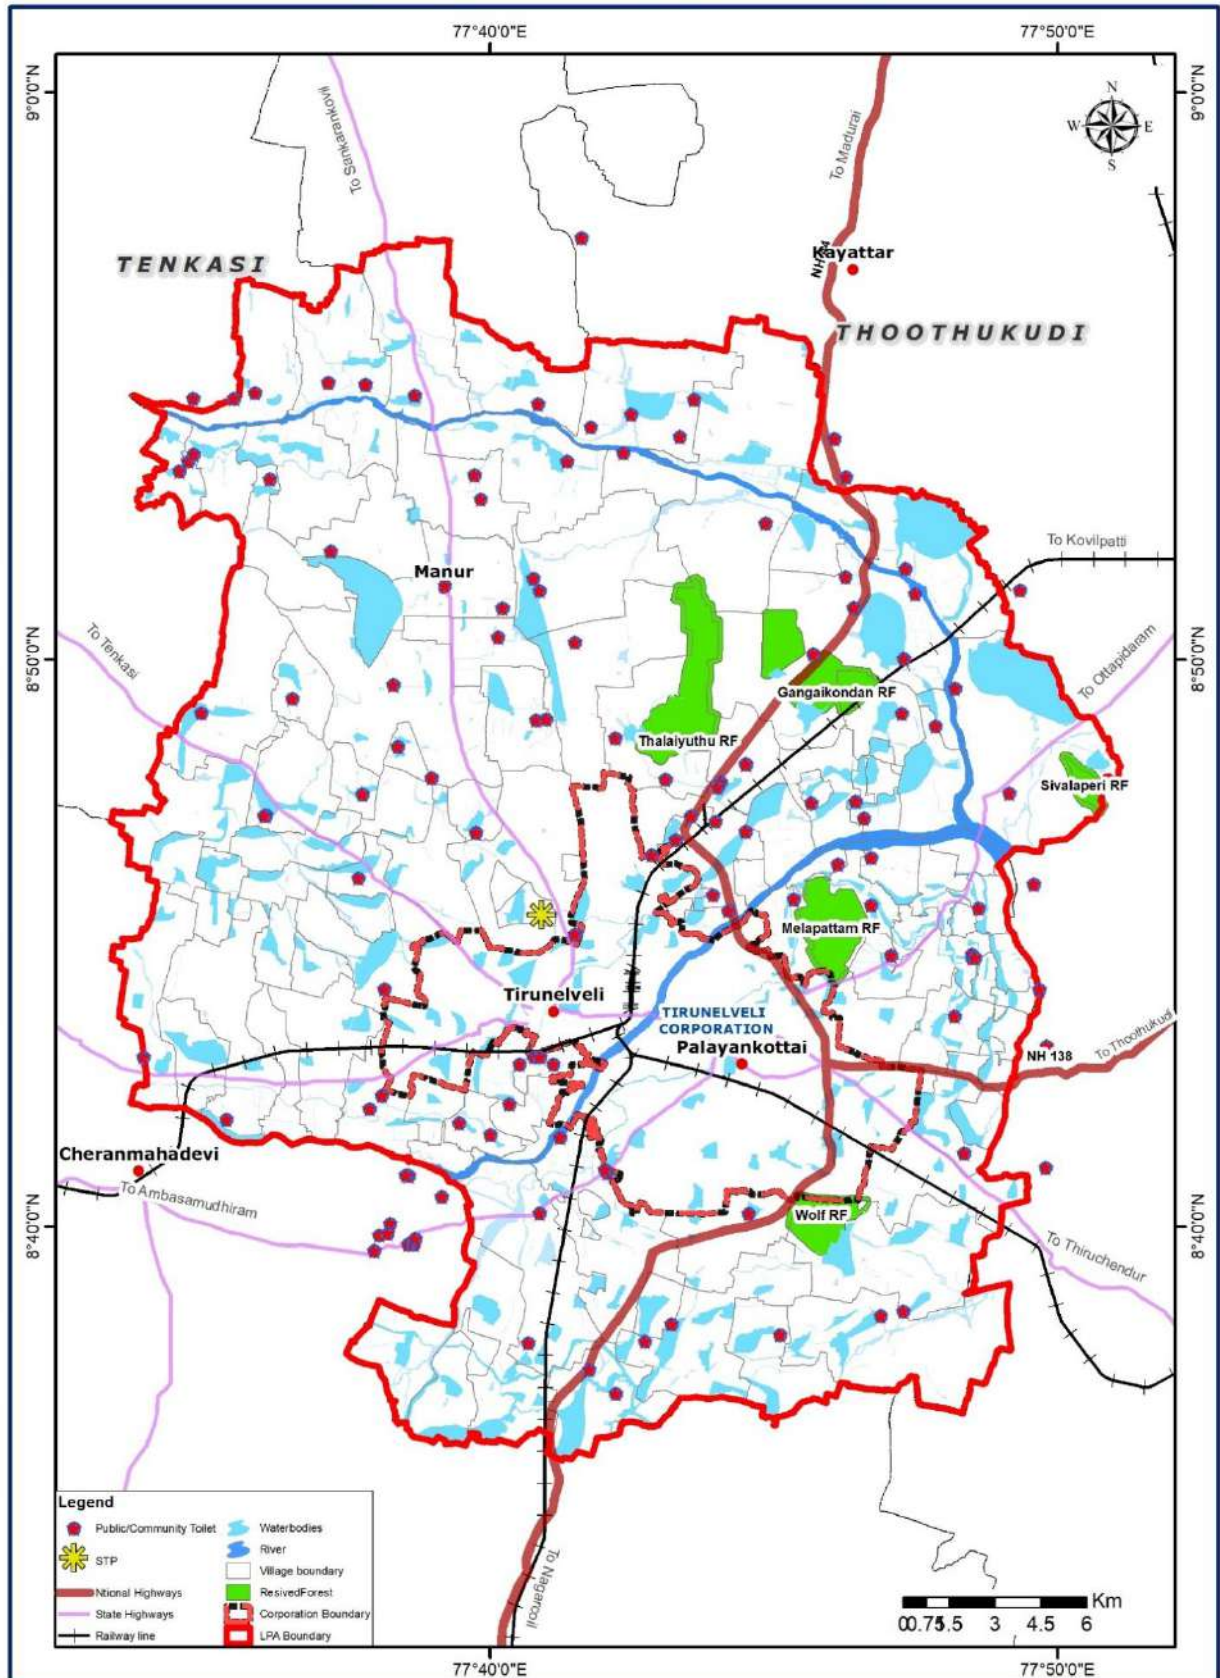 77°40'0"E
77°50'0"E
9°0'0"N
9°0'0"N
N
W
E
S
To Sankarankovil
To Madurai
TENKASI
Kayattar
THOOTHUKUDI
To Kovilpatti
Manur
To Tenkasi
To Ottapidaram
8°50'0"N
8°50'0"N
Gangaikondan RF
Thalaiyuthu RF
Sivalaperi RF
Melapattam RF
Tirunelveli
TIRUNELVELI
CORPORATION
Palayankottai
NH 138
To Thoothukudi
Cheranmahadevi
To Ambasamudhiram
8°40'0"N
8°40'0"N
Wolf RF
To Thiruchendur
To Nagarcoil
Legend
Public/Community Toilet
STP
Ntional Highways
State Highways
Railway line
Waterbodies
River
Village boundary
ResivedForest
Corporation Boundary
LPA Boundary
Km
00.751.5 3 4.5 6
77°40'0"E
77°50'0"E